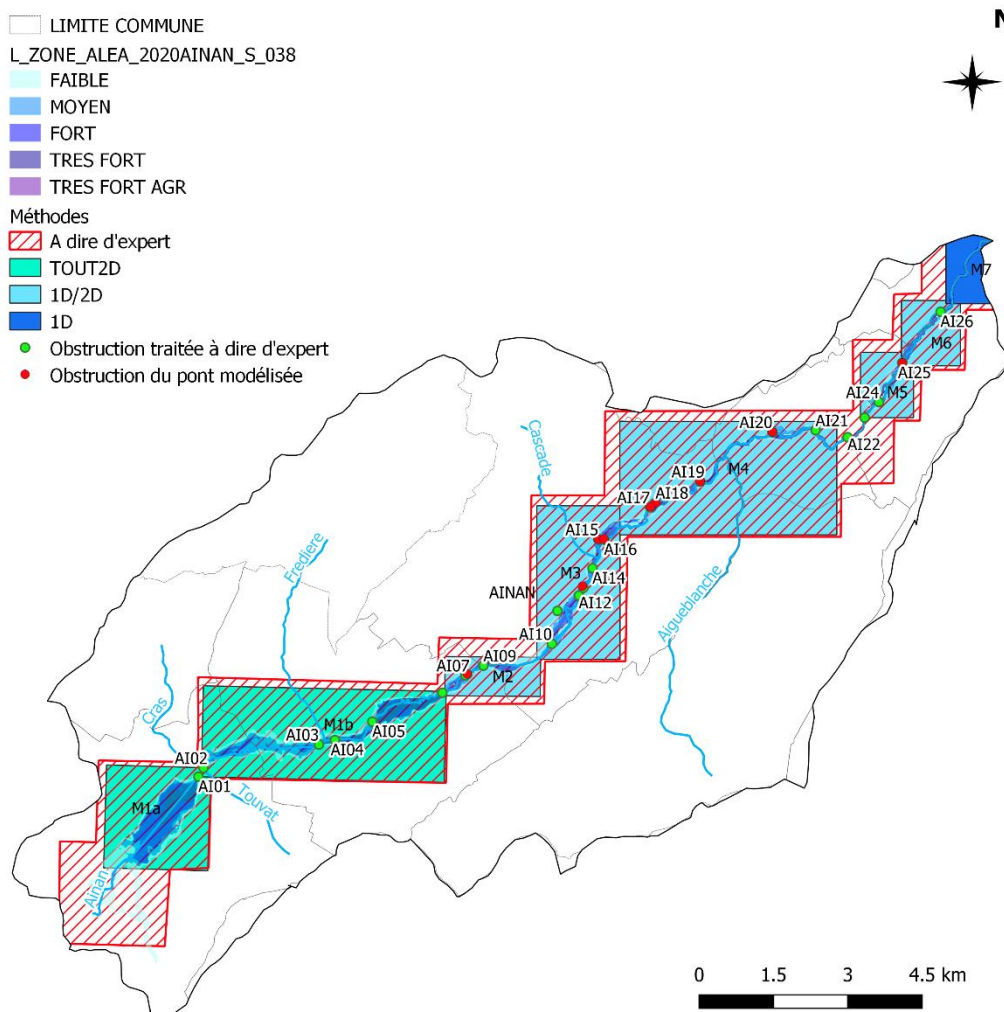 N
LIMITE COMMUNE
L_ZONE_ALEA_2020AINAN_S_038
FAIBLE
MOYEN
FORT
TRES FORT
TRES FORT AGR
Méthodes
A dire d'expert
TOUT2D
1D/2D
1D
Obstruction traitée à dire d'expert
Obstruction du pont modélisée
M7
AI26
M6
AI25
AI24
M5
AI20
AI21
AI22
Cascade
M4
AI19
AI17
AI18
AI15
AI16
Frediere
M3
AI14
AINAN
AI12
Aigueblanche
AI10
AI09
AI07
M2
Cras
M1b
AI03
AI05
AI04
AI02
AI01
Touvat
M1a
Ainan
0 1.5 3 4.5 km